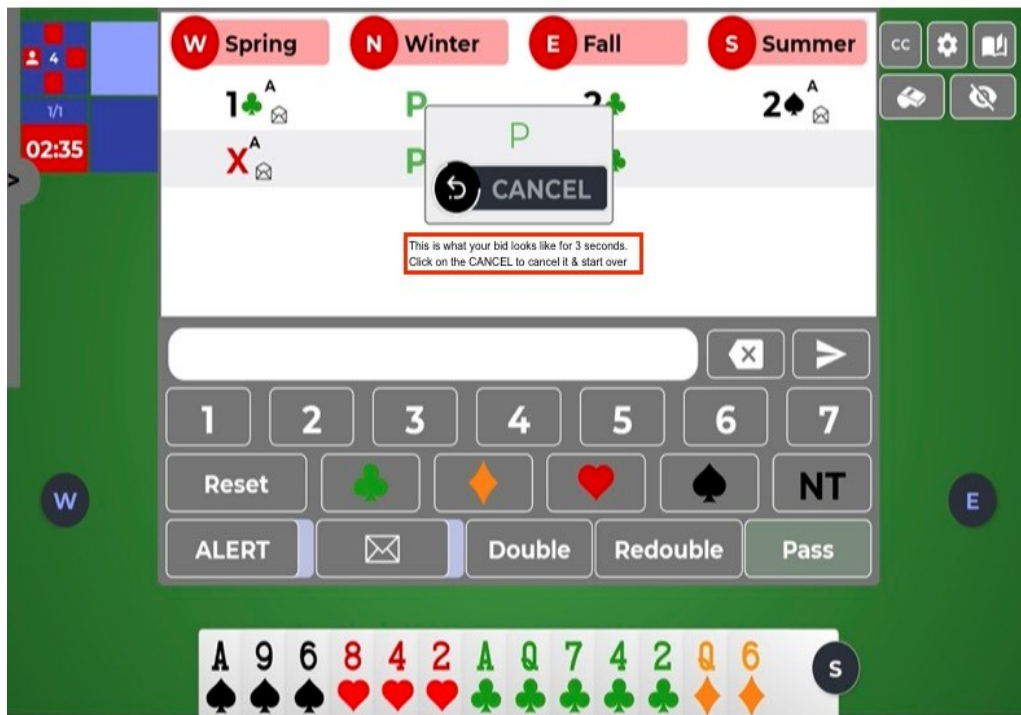 4
1/1
02:35
>
W Spring N Winter E Fall S Summer
1♣ A P 2♣ 2♠ A
X A P ♣
P
CANCEL
This is what your bid looks like for 3 seconds.
Click on the CANCEL to cancel it & start over
CC
1 2 3 4 5 6 7
Reset ♣ ♦ ♥ ♠ NT
ALERT Double Redouble Pass
W
E
A 9 6 8 4 2 A Q 7 4 2 Q 6
♠ ♠ ♠ ♥ ♥ ♥ ♣ ♣ ♣ ♣ ♣ ♦ ♦
S